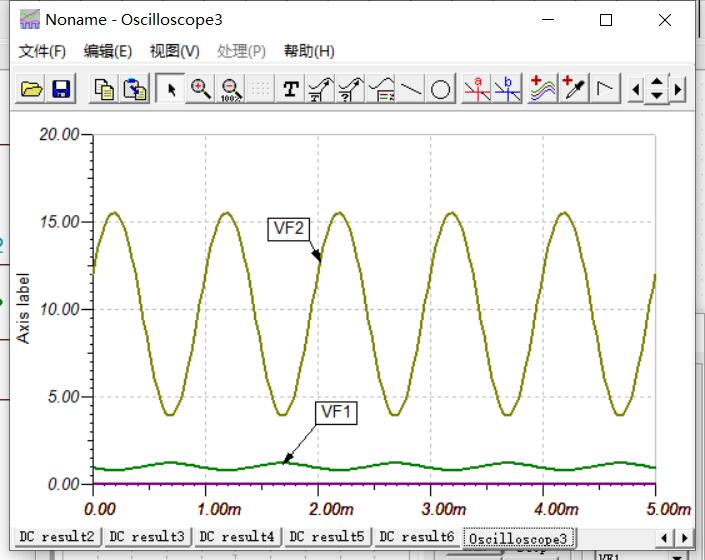 Noname - Oscilloscope3
文件(F) 编辑(E) 视图(V) 处理(P) 帮助(H)
100%
T
T
?
a
b
20.00
15.00
VF2
10.00
Axis label
5.00
VF1
0.00
0.00 1.00m 2.00m 3.00m 4.00m 5.00m
DC result2 DC result3 DC result4 DC result5 DC result6 Oscilloscope3